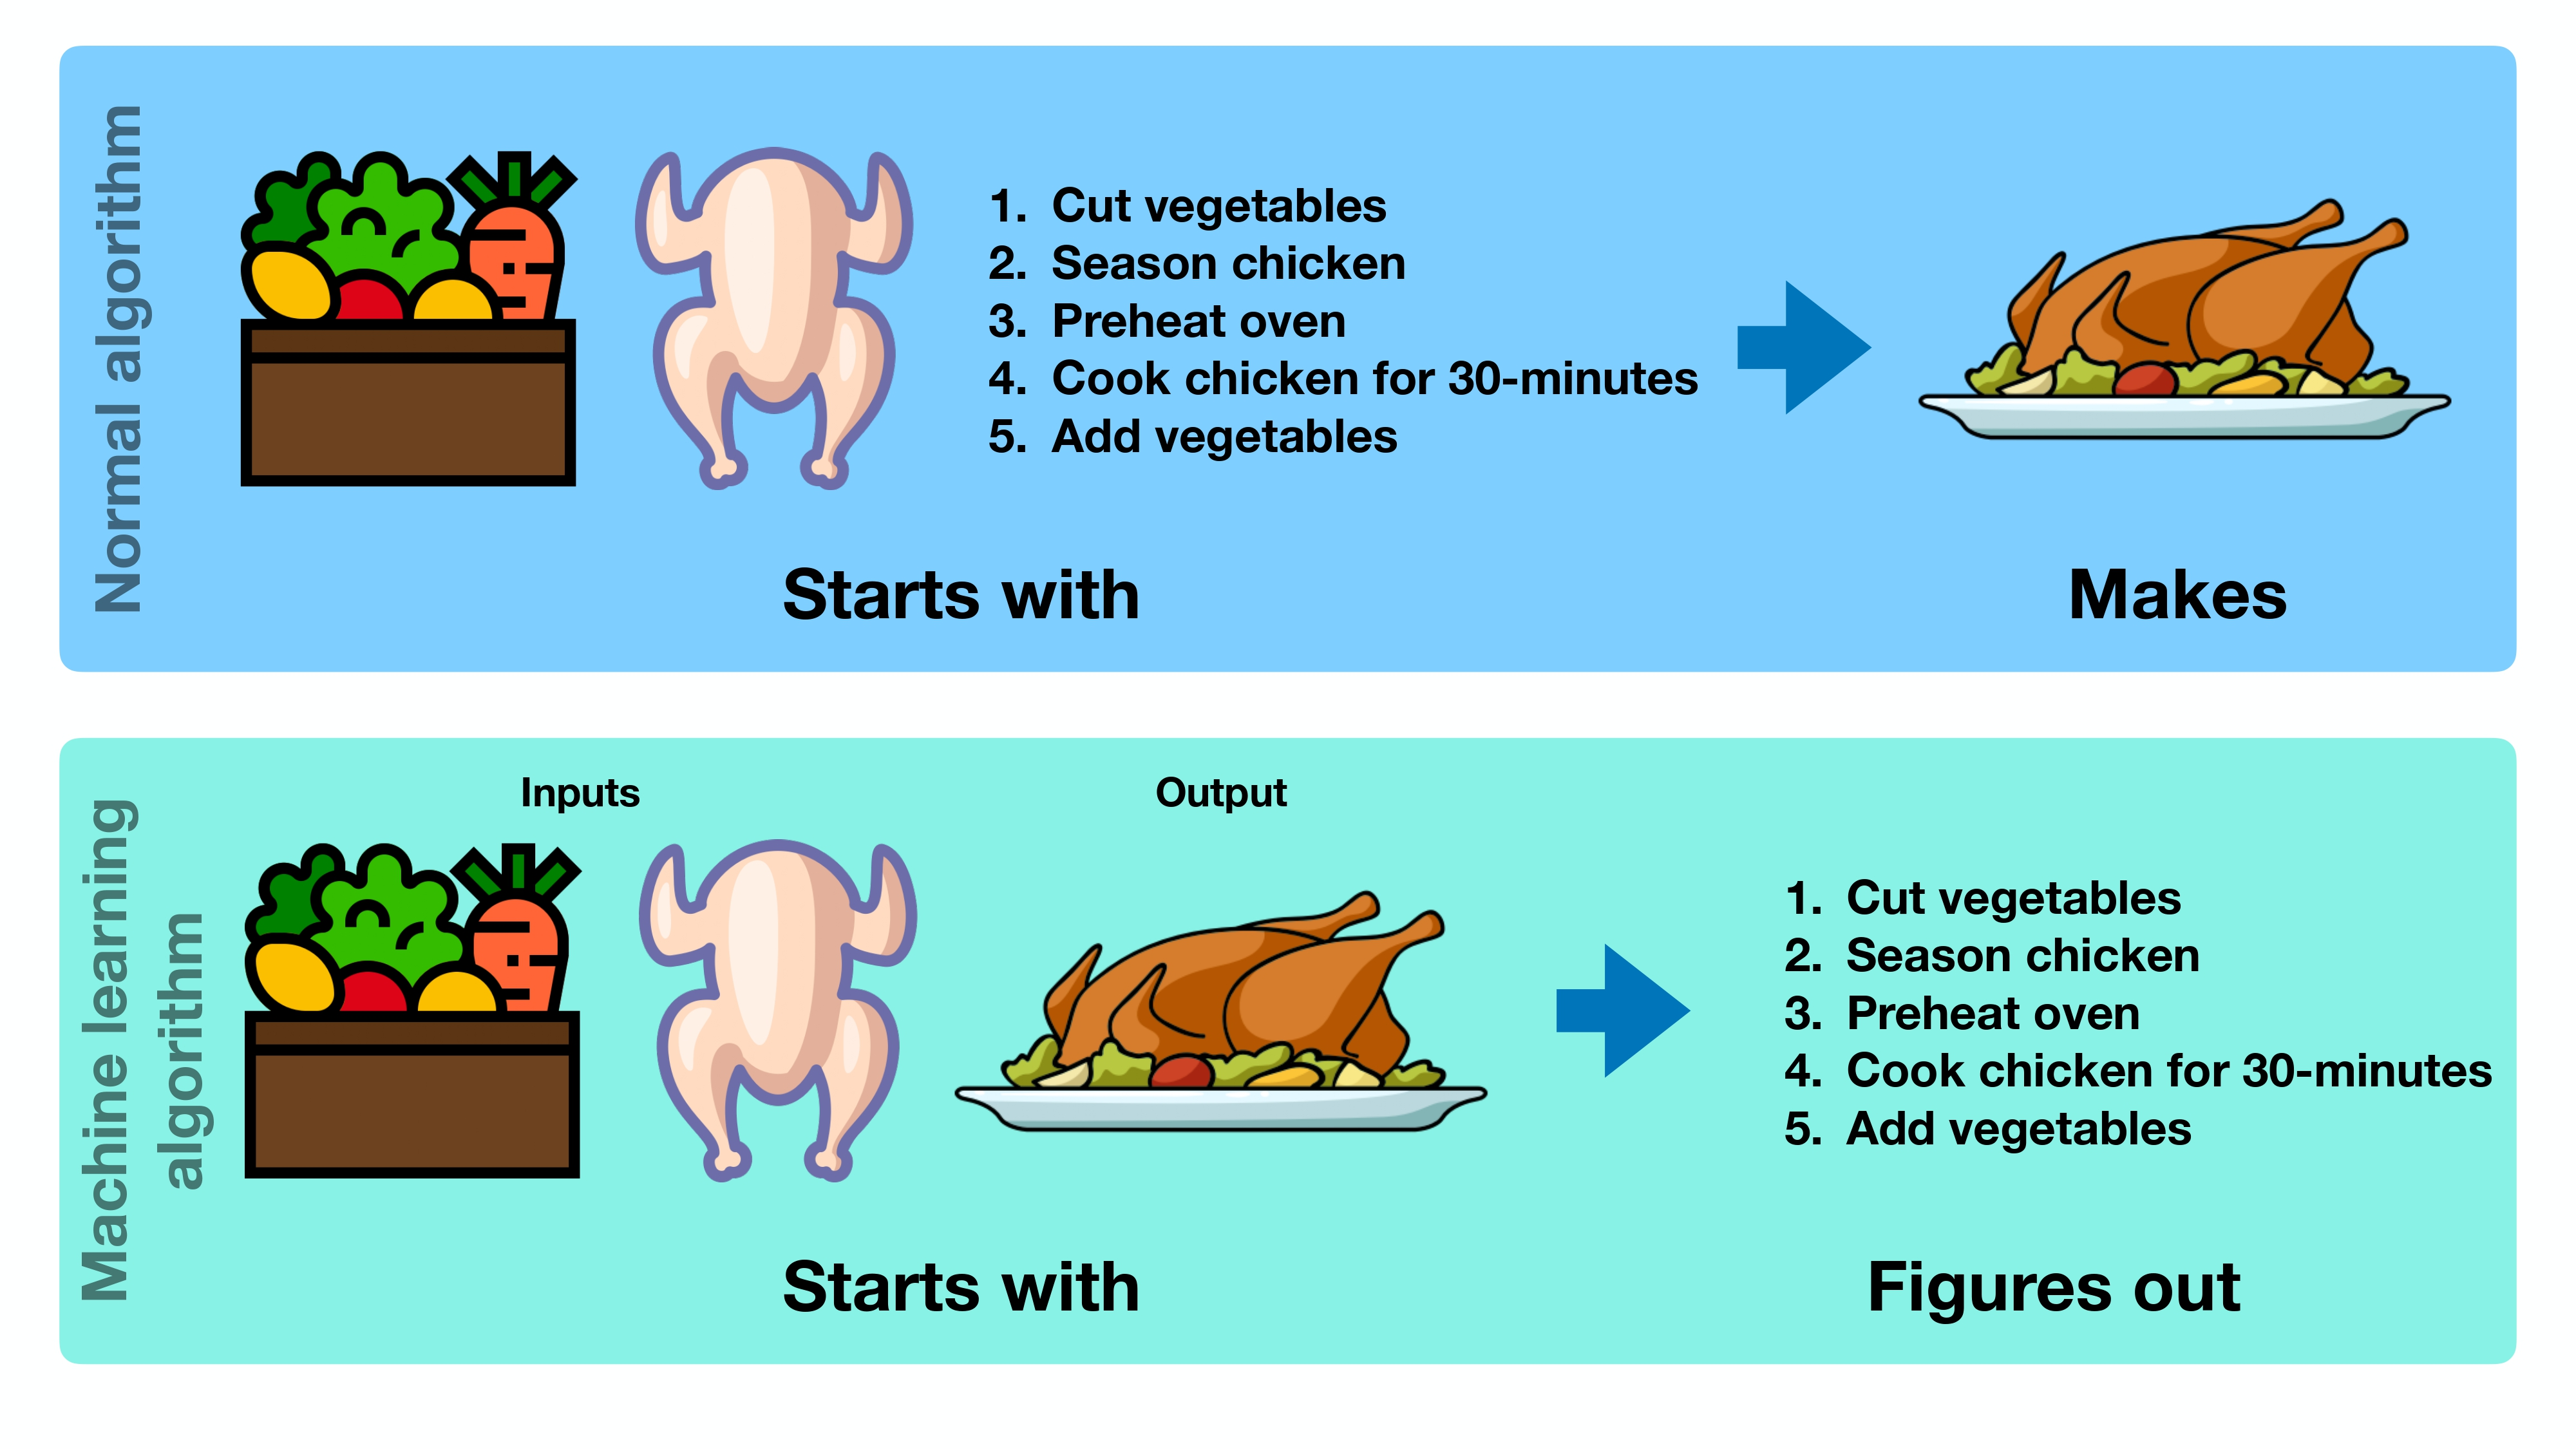 Normal algorithm
1. Cut vegetables
2. Season chicken
3. Preheat oven
4. Cook chicken for 30-minutes
5. Add vegetables
Starts with
Makes
Machine learning
algorithm
Inputs
Output
1. Cut vegetables
2. Season chicken
3. Preheat oven
4. Cook chicken for 30-minutes
5. Add vegetables
Starts with
Figures out